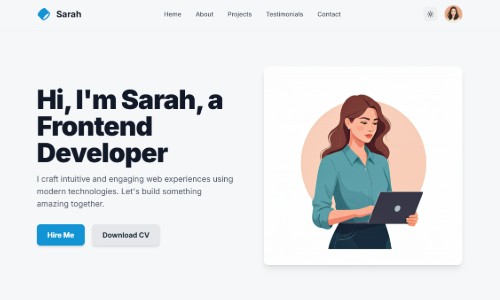 Sarah
Home
About
Projects
Testimonials
Contact
Hi, I'm Sarah, a
Frontend
Developer
I craft intuitive and engaging web experiences using
modern technologies. Let's build something
amazing together.
Hire Me
Download CV